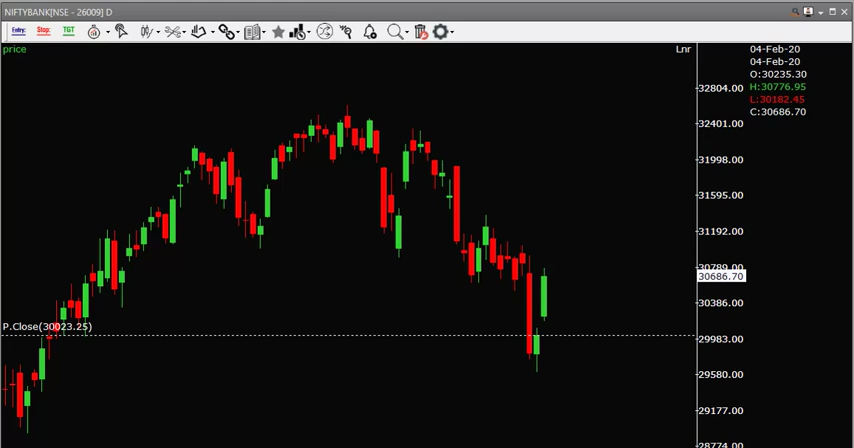 NIFTYBANK[NSE - 26009] D
Entry: Stop: TGT
price
Lnr
04-Feb-20
04-Feb-20
O:30235.30
H:30776.95
L:30182.45
C:30686.70
32804.00
32401.00
31998.00
31595.00
31192.00
30789.00
30686.70
30386.00
P.Close(30023.25)
29983.00
29580.00
29177.00
28774.00